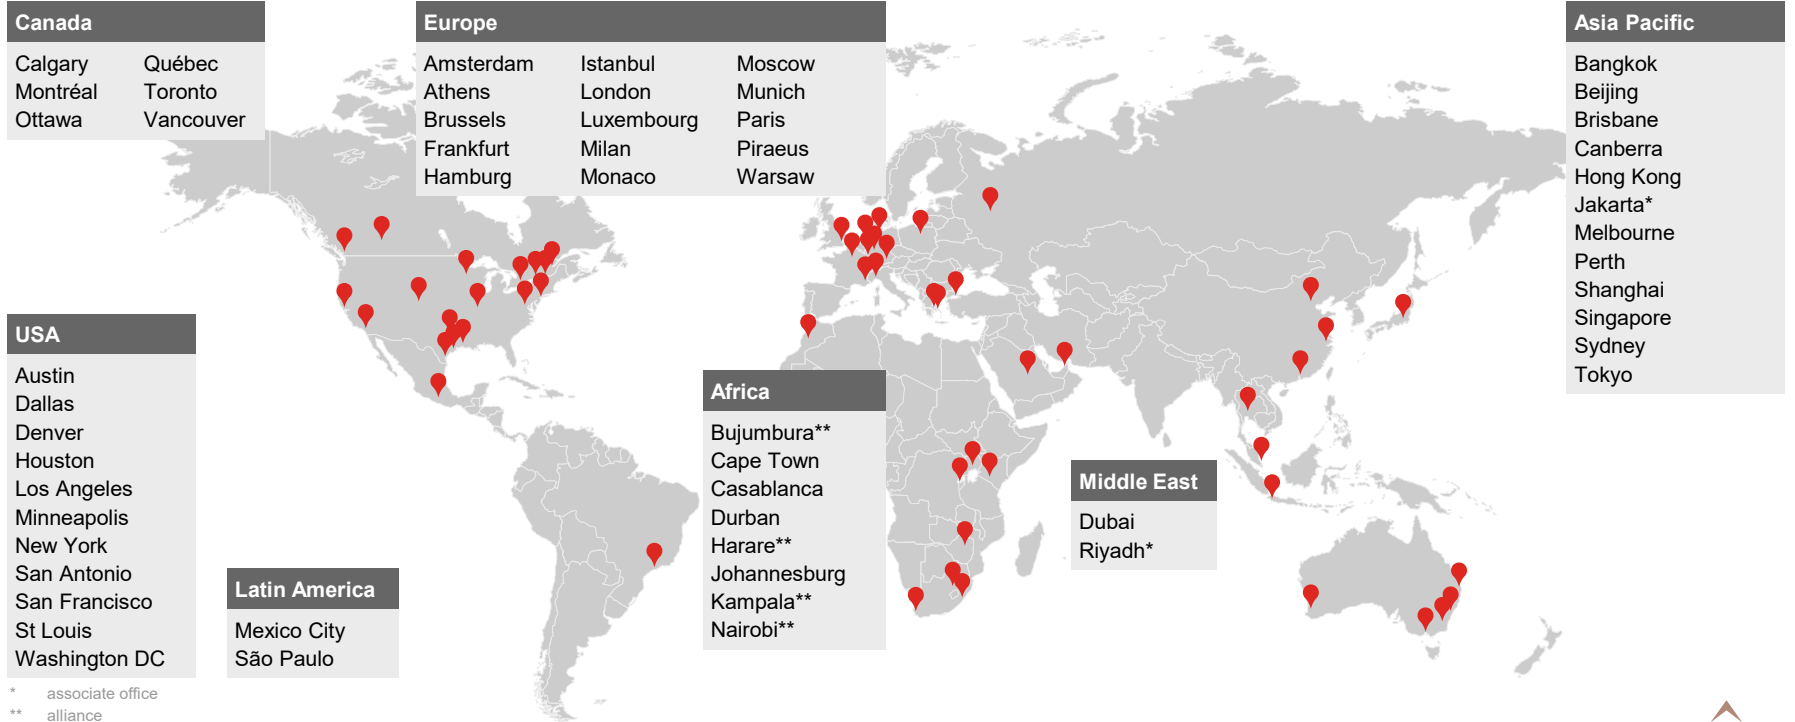 Canada
Calgary Québec
Montréal Toronto
Ottawa Vancouver
Europe
Amsterdam Istanbul Moscow
Athens London Munich
Brussels Luxembourg Paris
Frankfurt Milan Piraeus
Hamburg Monaco Warsaw
Asia Pacific
Bangkok
Beijing
Brisbane
Canberra
Hong Kong
Jakarta*
Melbourne
Perth
Shanghai
Singapore
Sydney
Tokyo
USA
Austin
Dallas
Denver
Houston
Los Angeles
Minneapolis
New York
San Antonio
San Francisco
St Louis
Washington DC
Latin America
Mexico City
São Paulo
Africa
Bujumbura**
Cape Town
Casablanca
Durban
Harare**
Johannesburg
Kampala**
Nairobi**
Middle East
Dubai
Riyadh*
* associate office
** alliance